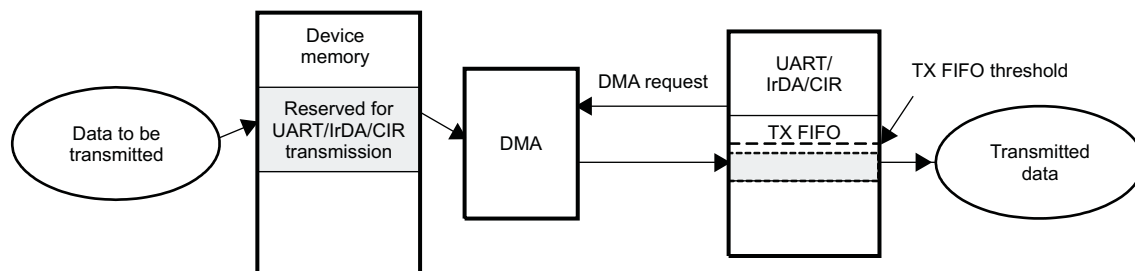 Device
memory
Reserved for
UART/IrDA/CIR
transmission
Data to be
transmitted
DMA
DMA request
UART/
IrDA/CIR
TX FIFO
TX FIFO threshold
Transmitted
data